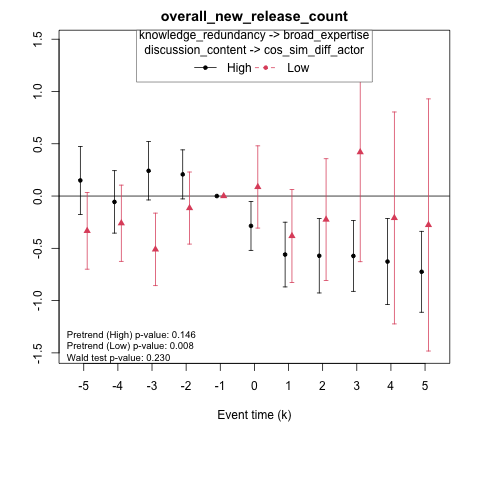 overall_new_release_count
knowledge_redundancy -> broad_expertise
discussion_content -> cos_sim_diff_actor
High Low
1.5
1.0
0.5
0.0
-0.5
-1.0
-1.5
Pretrend (High) p-value: 0.146
Pretrend (Low) p-value: 0.008
Wald test p-value: 0.230
-5 -4 -3 -2 -1 0 1 2 3 4 5
Event time (k)